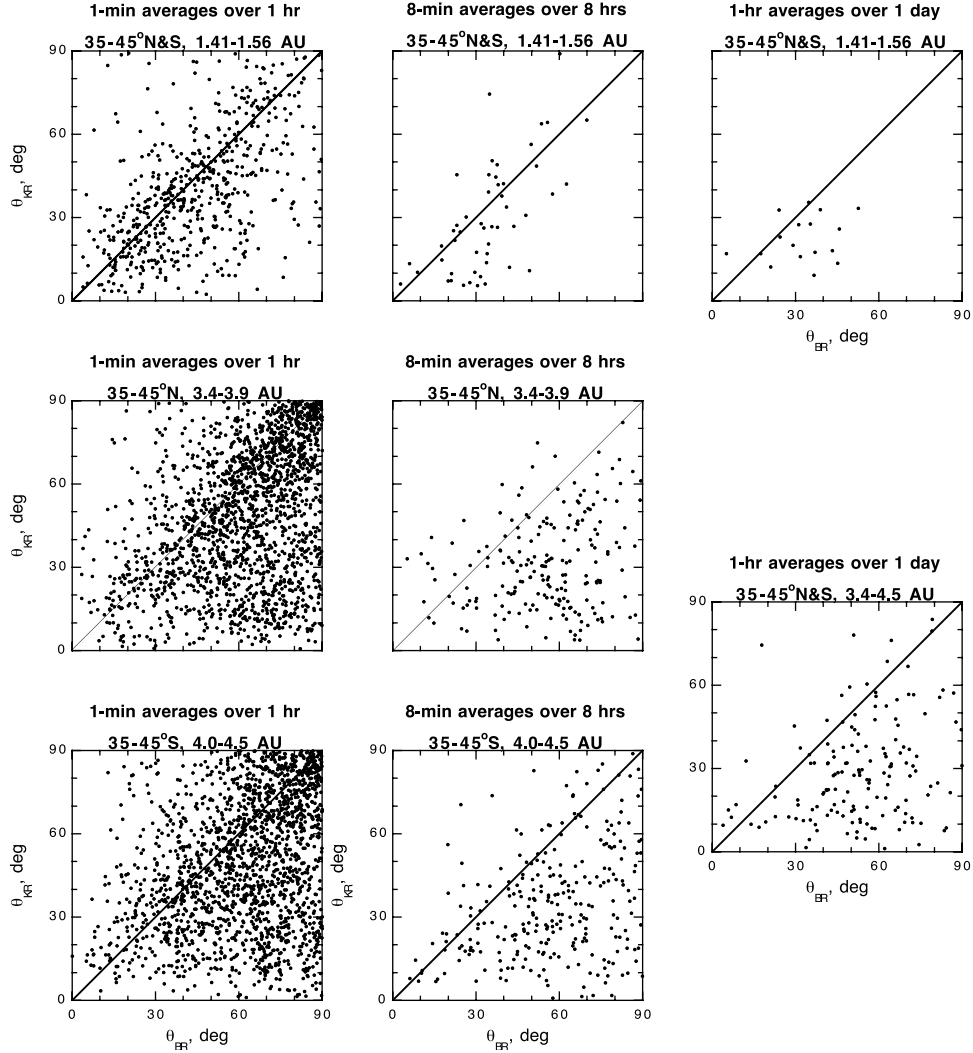 1-min averages over 1 hr
35-45°N&S, 1.41-1.56 AU
90
60
30
0
θKR, deg
8-min averages over 8 hrs
35-45°N&S, 1.41-1.56 AU
1-hr averages over 1 day
35-45°N&S, 1.41-1.56 AU
0 30 60 90
θBR, deg
1-min averages over 1 hr
35-45°N, 3.4-3.9 AU
90
60
30
0
θKR, deg
8-min averages over 8 hrs
35-45°N, 3.4-3.9 AU
1-hr averages over 1 day
35-45°N&S, 3.4-4.5 AU
90
60
30
0
θKR, deg
0 30 60 90
θBR, deg
1-min averages over 1 hr
35-45°S, 4.0-4.5 AU
90
60
30
0
θKR, deg
0 30 60 90
θBR, deg
8-min averages over 8 hrs
35-45°S, 4.0-4.5 AU
90
60
30
0
θKR, deg
0 30 60 90
θBR, deg